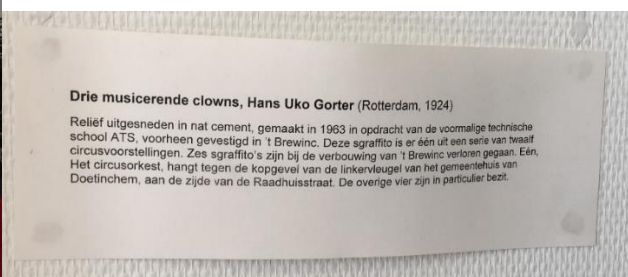 Drie musicerende clowns, Hans Uko Gorter (Rotterdam, 1924)
Reliëf uitgesneden in nat cement, gemaakt in 1963 in opdracht van de voormalige technische
school ATS, voorheen gevestigd in 't Brewinc. Deze sgraffito is er één uit een serie van twaalf
circusvoorstellingen. Zes sgraffito's zijn bij de verbouwing van 't Brewinc verloren gegaan. Eén,
Het circusorkest, hangt tegen de kopgevel van de linkervleugel van het gemeentehuis van
Doetinchem, aan de zijde van de Raadhuisstraat. De overige vier zijn in particulier bezit.